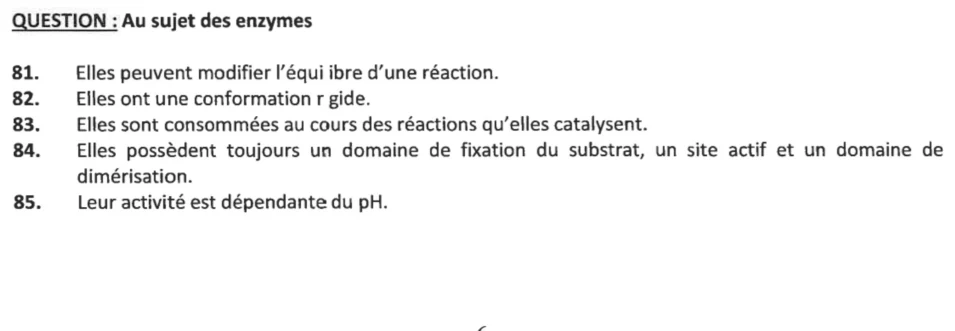 QUESTION : Au sujet des enzymes
81. Elles peuvent modifier l'équi ibre d'une réaction.
82. Elles ont une conformation r gide.
83. Elles sont consommées au cours des réactions qu'elles catalysent.
84. Elles possèdent toujours un domaine de fixation du substrat, un site actif et un domaine de
dimérisation.
85. Leur activité est dépendante du pH.